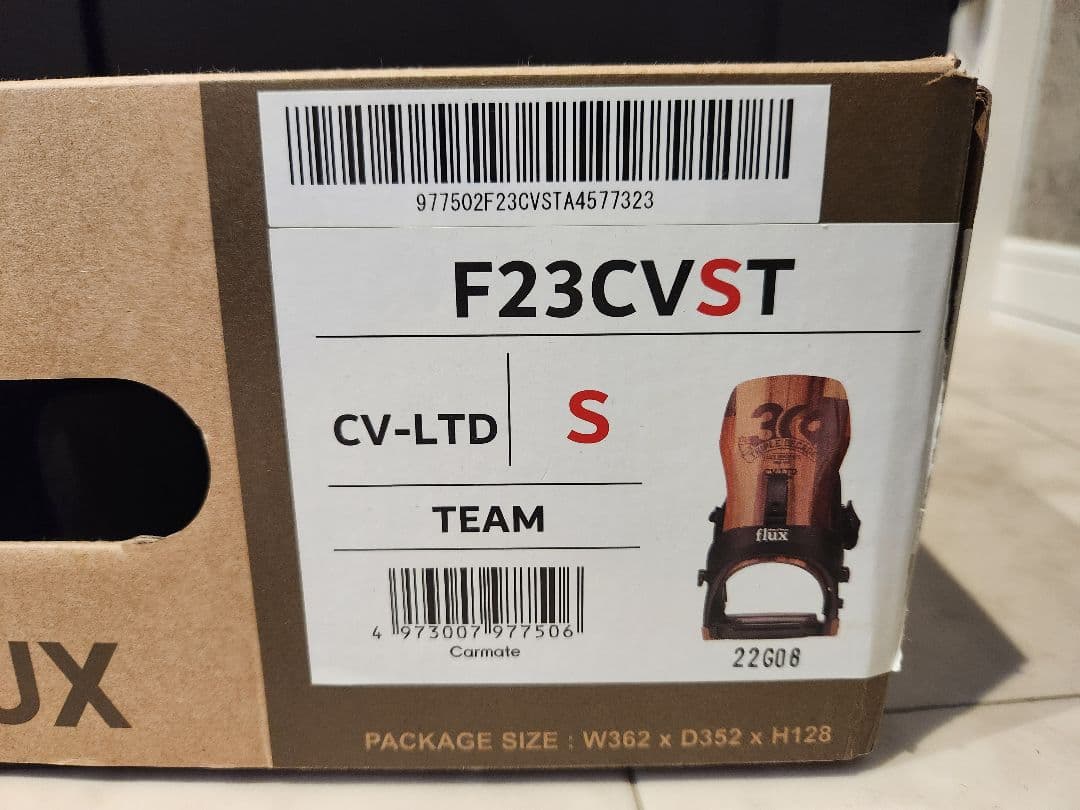 977502F23CVSTA4577323
F23CVST
CV-LTD
S
TEAM
4 973007 977506
Carmate
flux
22G08
UX
PACKAGE SIZE : W362 x D352 x H128